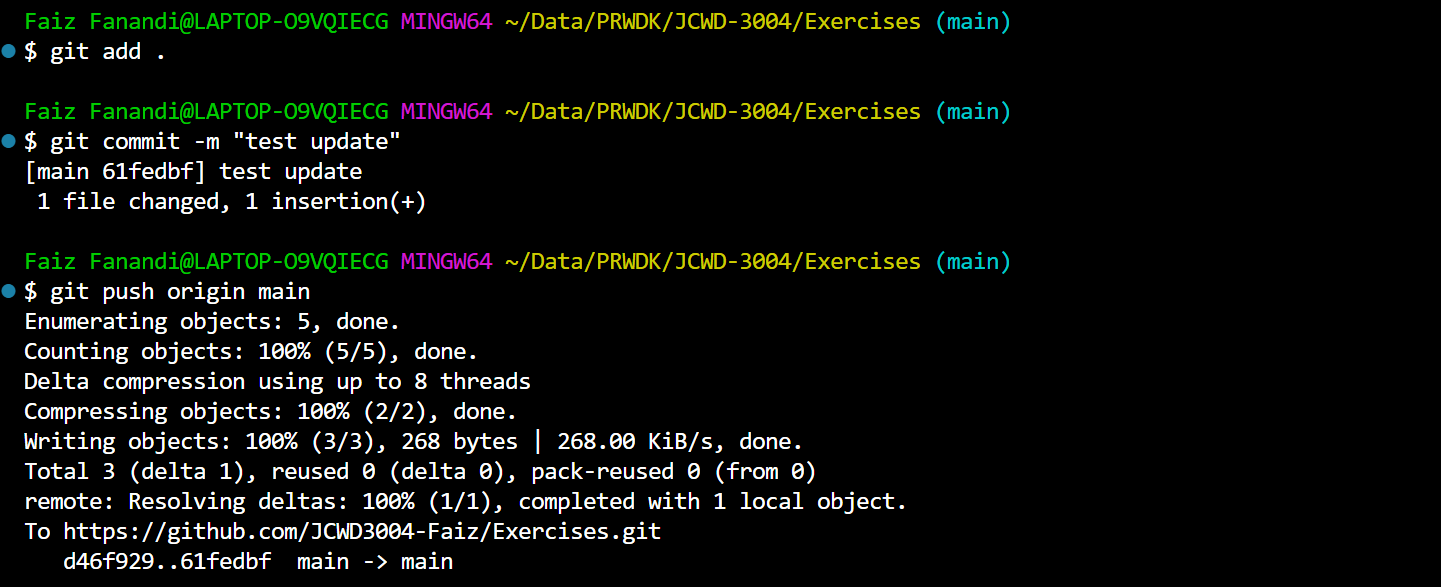 Faiz Fanandi@LAPTOP-O9VQIECG MINGW64 ~/Data/PRWDK/JCWD-3004/Exercises (main)
$ git add .
Faiz Fanandi@LAPTOP-O9VQIECG MINGW64 ~/Data/PRWDK/JCWD-3004/Exercises (main)
$ git commit -m "test update"
[main 61fedbf] test update
 1 file changed, 1 insertion(+)
Faiz Fanandi@LAPTOP-O9VQIECG MINGW64 ~/Data/PRWDK/JCWD-3004/Exercises (main)
$ git push origin main
Enumerating objects: 5, done.
Counting objects: 100% (5/5), done.
Delta compression using up to 8 threads
Compressing objects: 100% (2/2), done.
Writing objects: 100% (3/3), 268 bytes | 268.00 KiB/s, done.
Total 3 (delta 1), reused 0 (delta 0), pack-reused 0 (from 0)
remote: Resolving deltas: 100% (1/1), completed with 1 local object.
To https://github.com/JCWD3004-Faiz/Exercises.git
   d46f929..61fedbf  main -> main